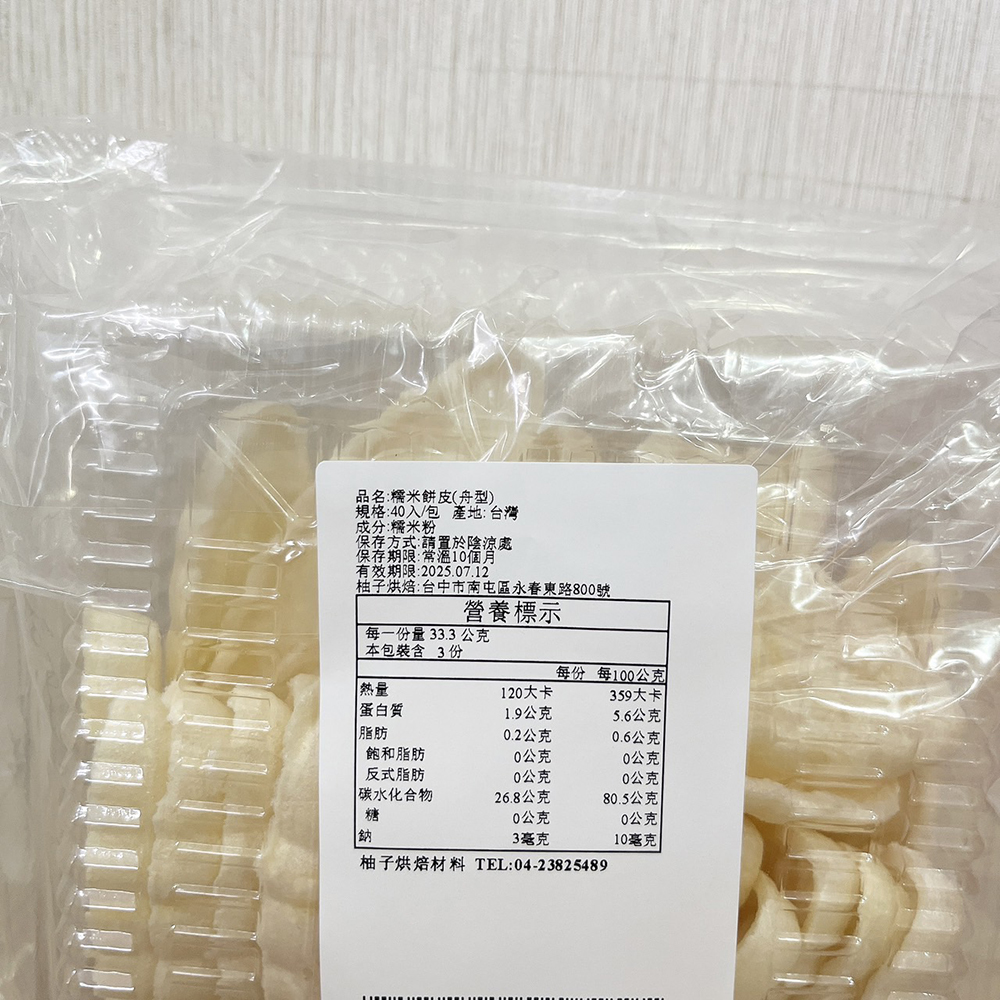 品名:糯米餅皮(舟型)
規格:40入/包 產地:台灣
成分:糯米粉
保存方式:請置於陰涼處
保存期限:常溫10個月
有效期限:2025.07.12
柚子烘焙:台中市南屯區永春東路800號
營養標示
每一份量 33.3 公克
本包裝含 3 份
每份 每100公克
熱量 120大卡 359大卡
蛋白質 1.9公克 5.6公克
脂肪 0.2公克 0.6公克
飽和脂肪 0公克 0公克
反式脂肪 0公克 0公克
碳水化合物 26.8公克 80.5公克
糖 0公克 0公克
鈉 3毫克 10毫克
柚子烘焙材料 TEL:04-23825489